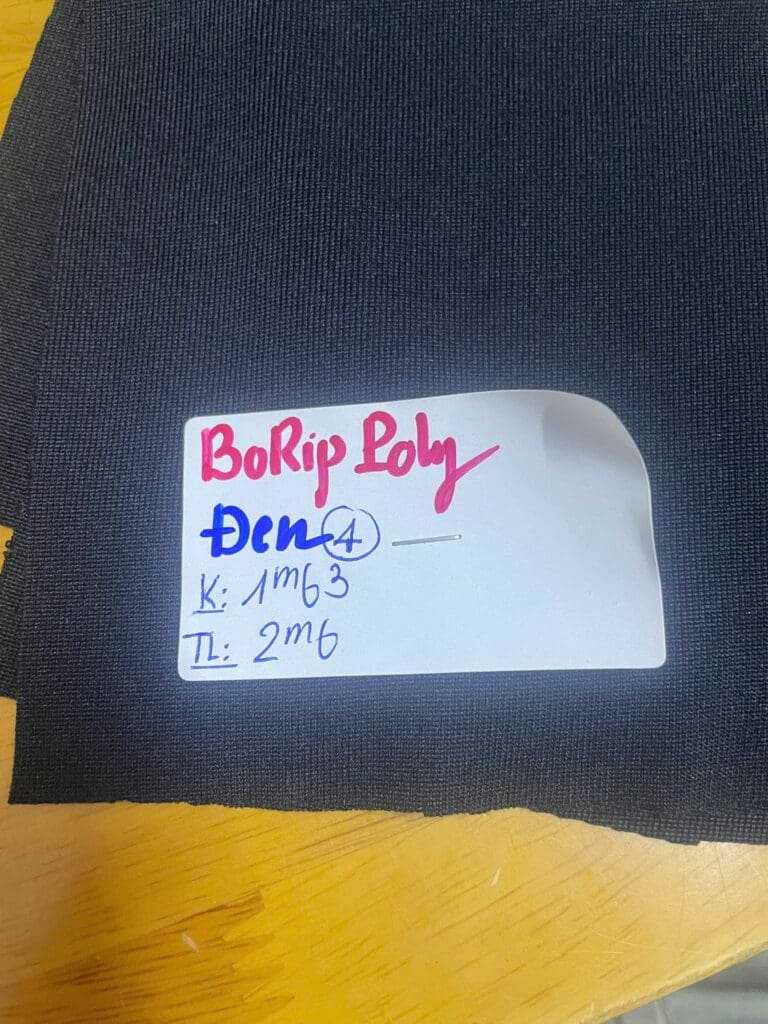 BoRip Poly
Đen ④
K: 1m63
TL: 2m6